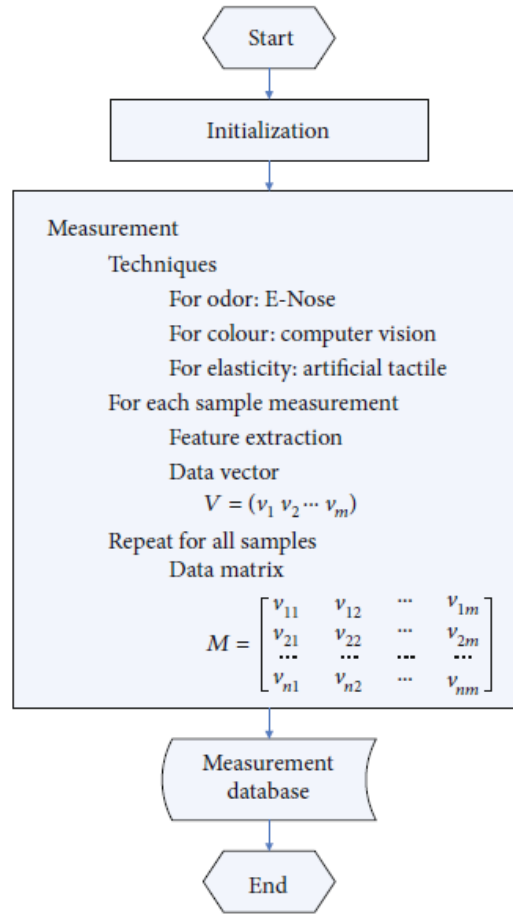 Start
Initialization
Measurement
Techniques
For odor: E-Nose
For colour: computer vision
For elasticity: artificial tactile
For each sample measurement
Feature extraction
Data vector
V = (v₁ v₂ ··· vₘ)
Repeat for all samples
Data matrix
v₁₁ v₁₂ ··· v₁ₘ
M = v₂₁ v₂₂ ··· v₂ₘ
··· ··· ··· ···
vₙ₁ vₙ₂ ··· vₙₘ
Measurement
database
End